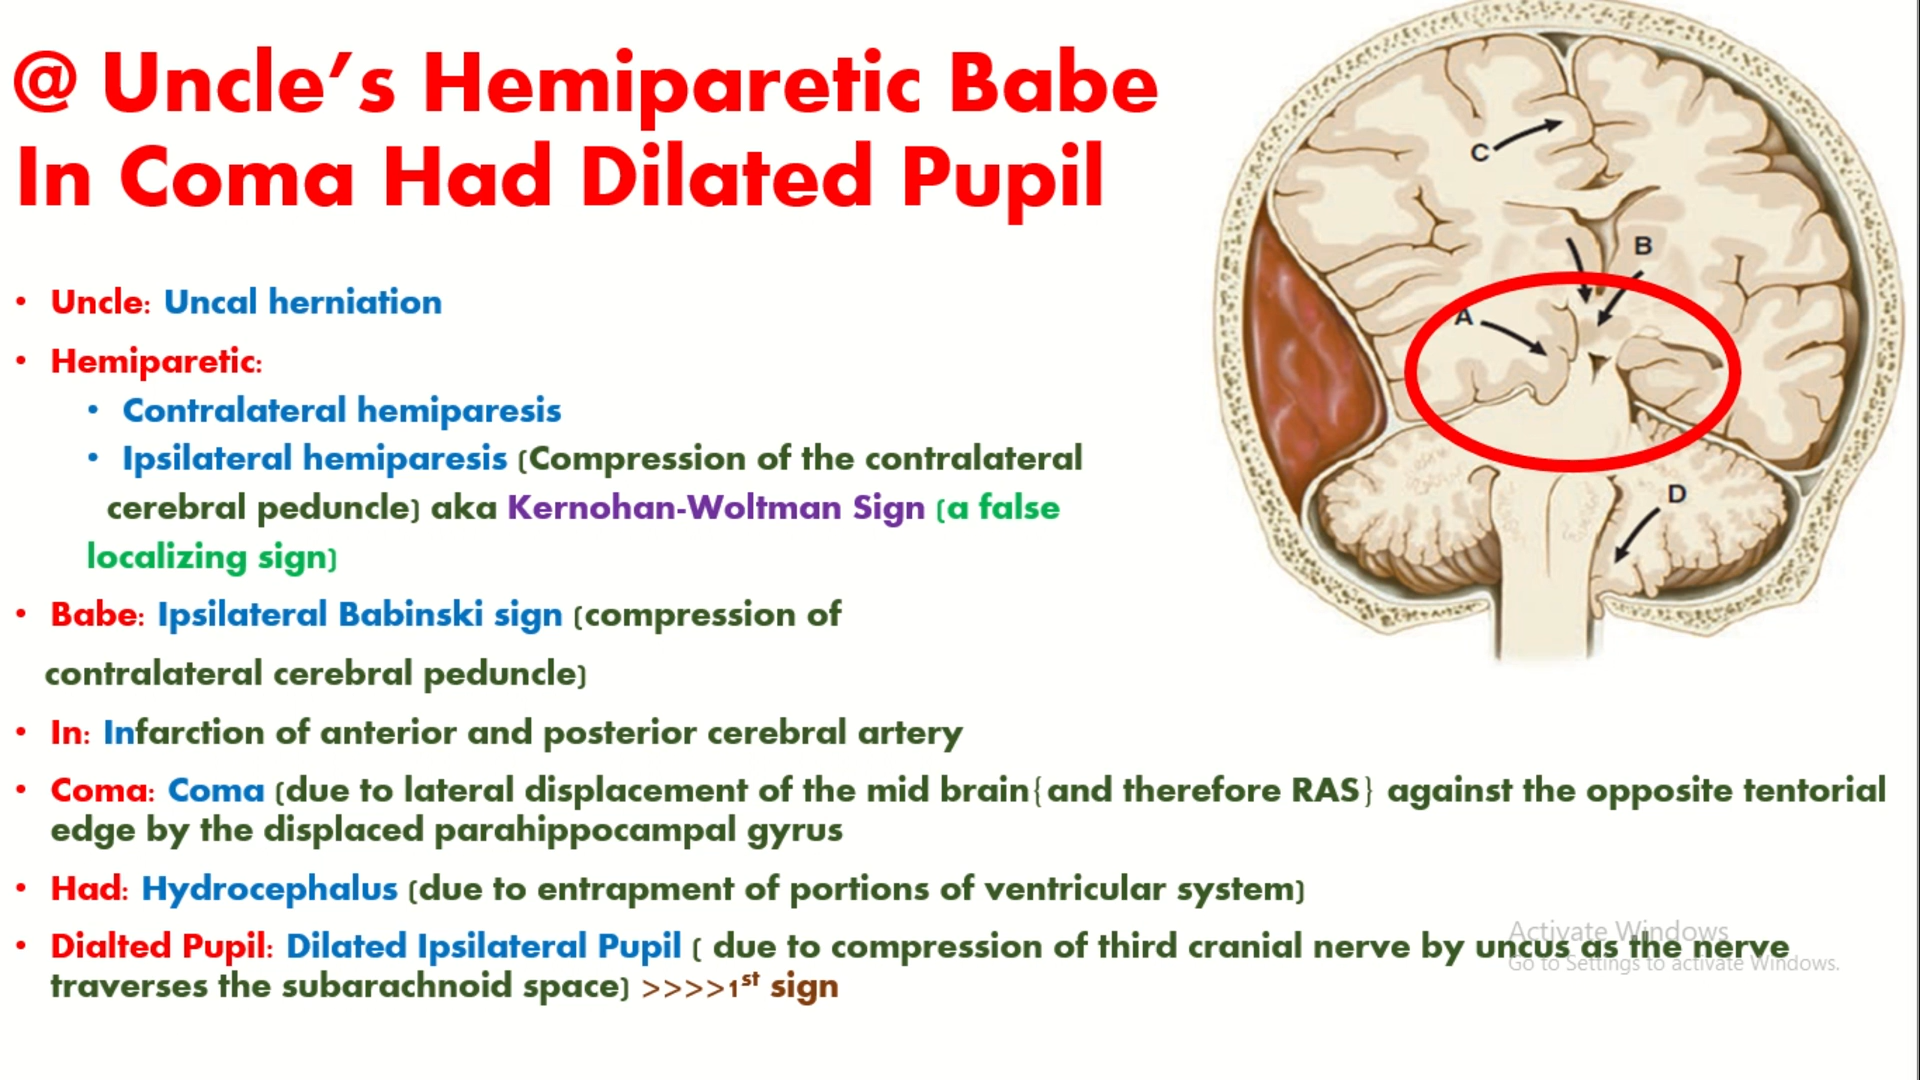 @ Uncle's Hemiparetic Babe
In Coma Had Dilated Pupil
• Uncle: Uncal herniation
• Hemiparetic:
• Contralateral hemiparesis
• Ipsilateral hemiparesis (Compression of the contralateral
cerebral peduncle) aka Kernohan-Woltman Sign (a false
localizing sign)
• Babe: Ipsilateral Babinski sign (compression of
contralateral cerebral peduncle)
• In: Infarction of anterior and posterior cerebral artery
• Coma: Coma (due to lateral displacement of the mid brain{and therefore RAS} against the opposite tentorial
edge by the displaced parahippocampal gyrus
• Had: Hydrocephalus (due to entrapment of portions of ventricular system)
• Dialted Pupil: Dilated Ipsilateral Pupil ( due to compression of third cranial nerve by uncus as the nerve
traverses the subarachnoid space) >>>>1st sign
C
B
A
D
Activate Windows
Go to Settings to activate Windows.